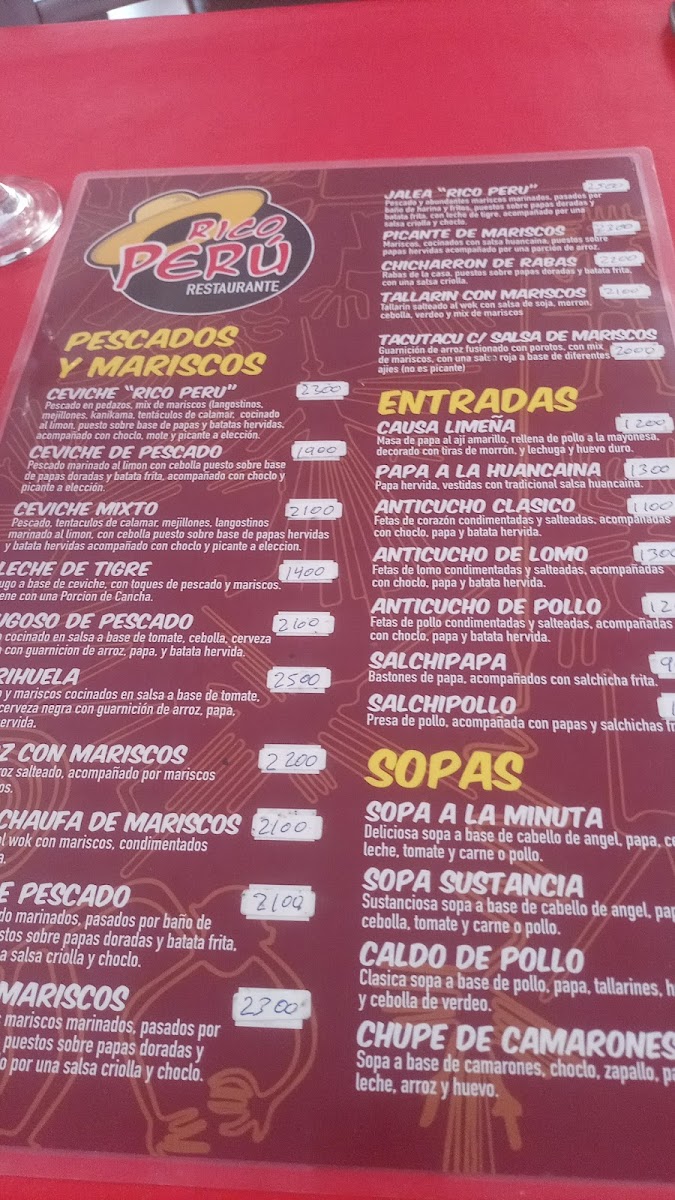 RICO
PERÚ
RESTAURANTE
PESCADOS
Y MARISCOS
CEVICHE "RICO PERU" 2300
Pescado en pedazos, mix de mariscos (langostinos,
mejillones, kanikama, tentáculos de calamar, cocinado
al limon, puesto sobre base de papas y batatas hervidas,
acompañado con choclo, mote y picante a elección.
CEVICHE DE PESCADO 1900
Pescado marinado al limon con cebolla puesto sobre base
de papas doradas y batata frita, acompañado con choclo y
picante a elección.
CEVICHE MIXTO 2100
Pescado, tentaculos de calamar, mejillones, langostinos
marinado al limon, con cebolla puesto sobre base de papas hervidas
y batata hervidas acompañado con choclo y picante a eleccion.
LECHE DE TIGRE 1400
ugo a base de ceviche, con toques de pescado y mariscos.
ene con una Porcion de Cancha.
UGOSO DE PESCADO 2100
o cocinado en salsa a base de tomate, cebolla, cerveza
con guarnicion de arroz, papa, y batata hervida.
RIHUELA 2500
o y mariscos cocinados en salsa a base de tomate,
cerveza negra con guarnición de arroz, papa,
ervida.
Z CON MARISCOS 2200
roz salteado, acompañado por mariscos
os.
CHAUFA DE MARISCOS 2100
al wok con mariscos, condimentados
a.
E PESCADO 2100
do marinados, pasados por baño de
estos sobre papas doradas y batata frita,
a salsa criolla y choclo.
MARISCOS 2300
y mariscos marinados, pasados por
puestos sobre papas doradas y
o por una salsa criolla y choclo.
JALEA "RICO PERU" 2500
Pescado y abundantes mariscos marinados, pasados por
baño de harina y fritos, puestos sobre papas doradas y
batata frita, con leche de tigre, acompañado por una
salsa criolla y choclo.
PICANTE DE MARISCOS 2300
Mariscos, cocinados con salsa huancaina, puestos sobre
papas hervidas acompañado por una porción de arroz.
CHICHARRON DE RABAS 2200
Rabas de la casa, puestos sobre papas doradas y batata frita,
con una salsa criolla.
TALLARIN CON MARISCOS 2100
Tallarin salteado al wok con salsa de soja, morron,
cebolla, verdeo y mix de mariscos
TACUTACU C/ SALSA DE MARISCOS
Guarnición de arroz fusionado con porotos, con mix
de mariscos, con una salsa roja a base de diferentes 2000
ajies (no es picante)
ENTRADAS
CAUSA LIMEÑA 1200
Masa de papa al ají amarillo, rellena de pollo a la mayonesa,
decorado con tiras de morrón, y lechuga y huevo duro.
PAPA A LA HUANCAINA 1300
Papa hervida, vestidas con tradicional salsa huancaina.
ANTICUCHO CLASICO 1100
Fetas de corazón condimentadas y salteadas, acompañadas
con choclo, papa y batata hervida.
ANTICUCHO DE LOMO 1300
Fetas de lomo condimentadas y salteadas, acompañadas
con choclo, papa y batata hervida.
ANTICUCHO DE POLLO 12
Fetas de pollo condimentadas y salteadas, acompañadas
con choclo, papa y batata hervida.
SALCHIPAPA 9
Bastones de papa, acompañados con salchicha frita.
SALCHIPOLLO
Presa de pollo, acompañada con papas y salchichas fr
SOPAS
SOPA A LA MINUTA
Deliciosa sopa a base de cabello de angel, papa, ce
leche, tomate y carne o pollo.
SOPA SUSTANCIA
Sustanciosa sopa a base de cabello de angel, pap
cebolla, tomate y carne o pollo.
CALDO DE POLLO
Clasica sopa a base de pollo, papa, tallarines, h
y cebolla de verdeo.
CHUPE DE CAMARONES
Sopa a base de camarones, choclo, zapallo, pa
leche, arroz y huevo.